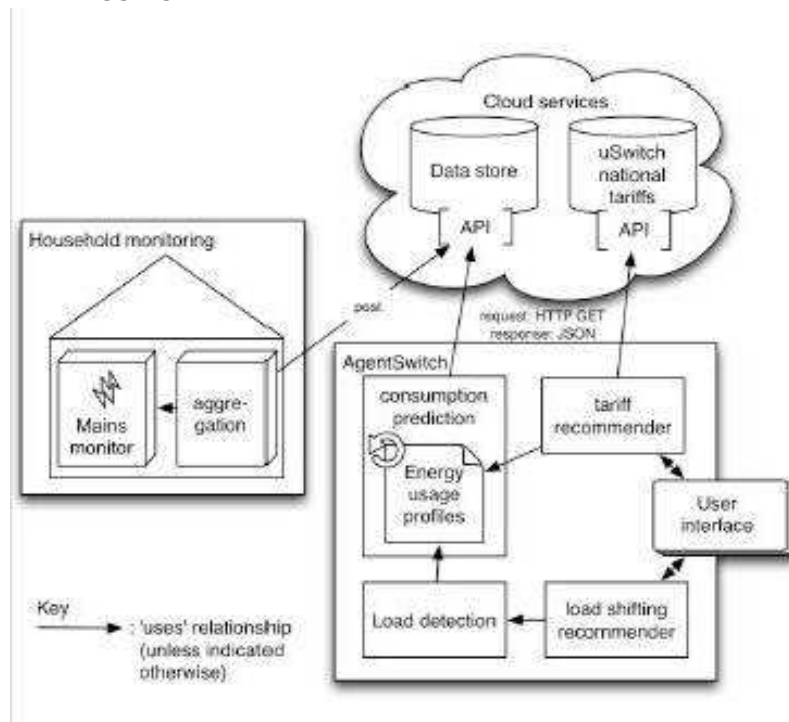 Cloud services
Data store
API
uSwitch
national
tariffs
API
Household monitoring
Mains
monitor
aggre-
gation
post
request: HTTP GET
response: JSON
AgentSwitch
consumption
prediction
Energy
usage
profiles
tariff
recommender
User
interface
Load detection
load shifting
recommender
Key
: 'uses' relationship
(unless indicated
otherwise)